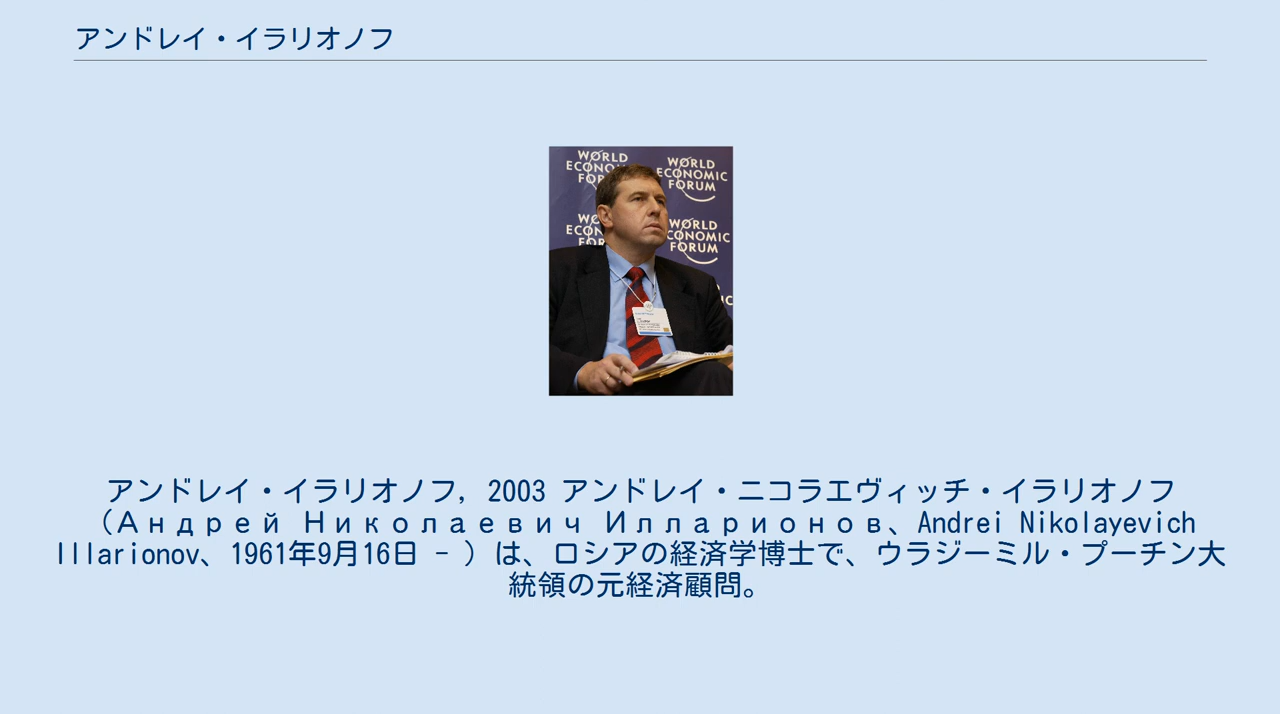 アンドレイ・イラリオノフ
WORLD
ECONO
FOR
WORLD
ECONOMIC
FORUM
WORLD
ECONOMIC
FORUM
アンドレイ・イラリオノフ, 2003 アンドレイ・ニコラエヴィッチ・イラリオノフ
（Андрей Николаевич Илларионов、Andrei Nikolayevich
Illarionov、1961年9月16日 - ）は、ロシアの経済学博士で、ウラジーミル・プーチン大
統領の元経済顧問。